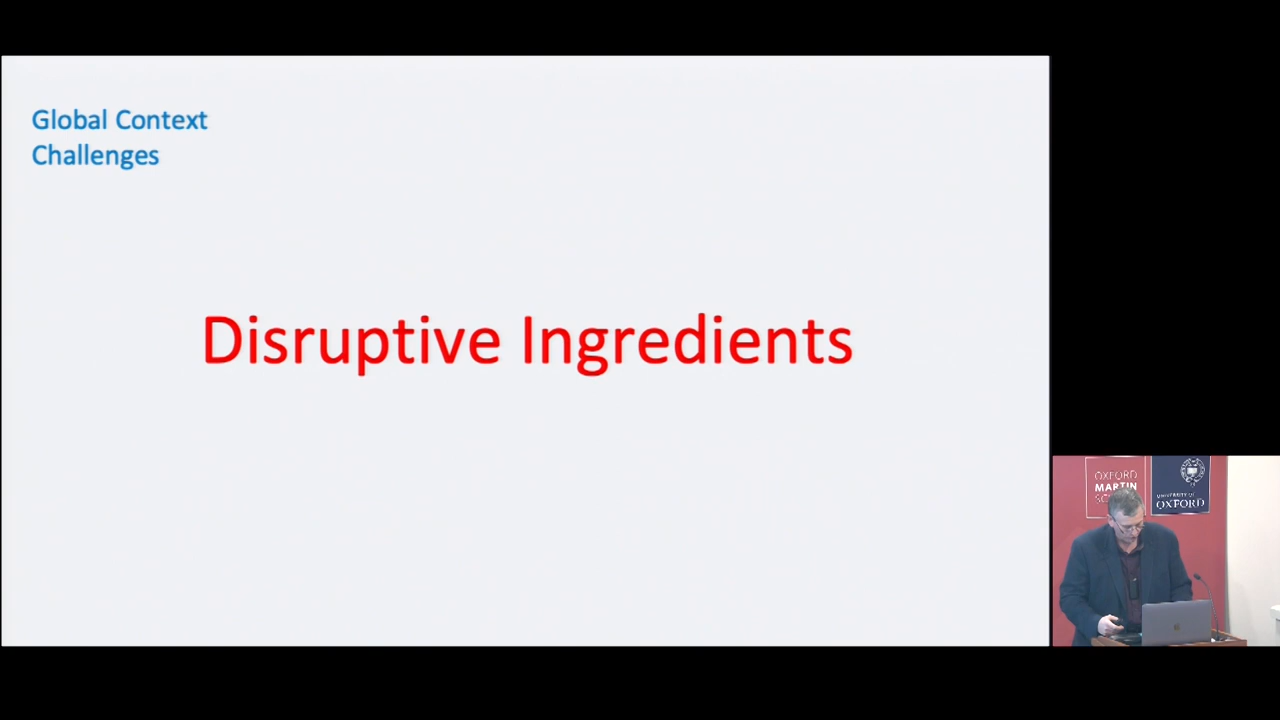 Global Context
Challenges
Disruptive Ingredients
OXFORD
MARTIN
UNIVERSITY OF
OXFORD